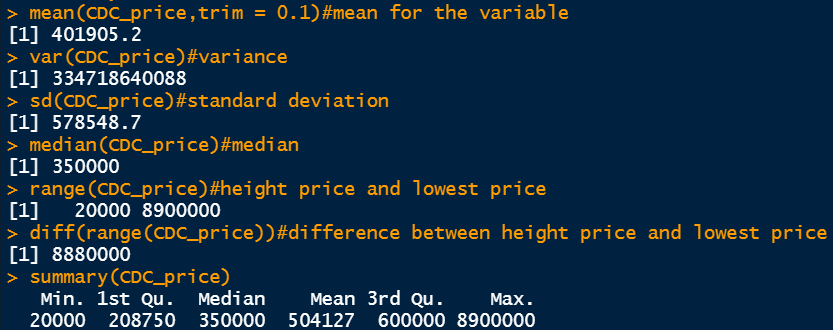 > mean(CDC_price,trim = 0.1)#mean for the variable
[1] 401905.2
> var(CDC_price)#variance
[1] 334718640088
> sd(CDC_price)#standard deviation
[1] 578548.7
> median(CDC_price)#median
[1] 350000
> range(CDC_price)#height price and lowest price
[1]   20000 8900000
> diff(range(CDC_price))#difference between height price and lowest price
[1] 8880000
> summary(CDC_price)
   Min. 1st Qu.  Median    Mean 3rd Qu.    Max.
  20000  208750  350000  504127  600000 8900000